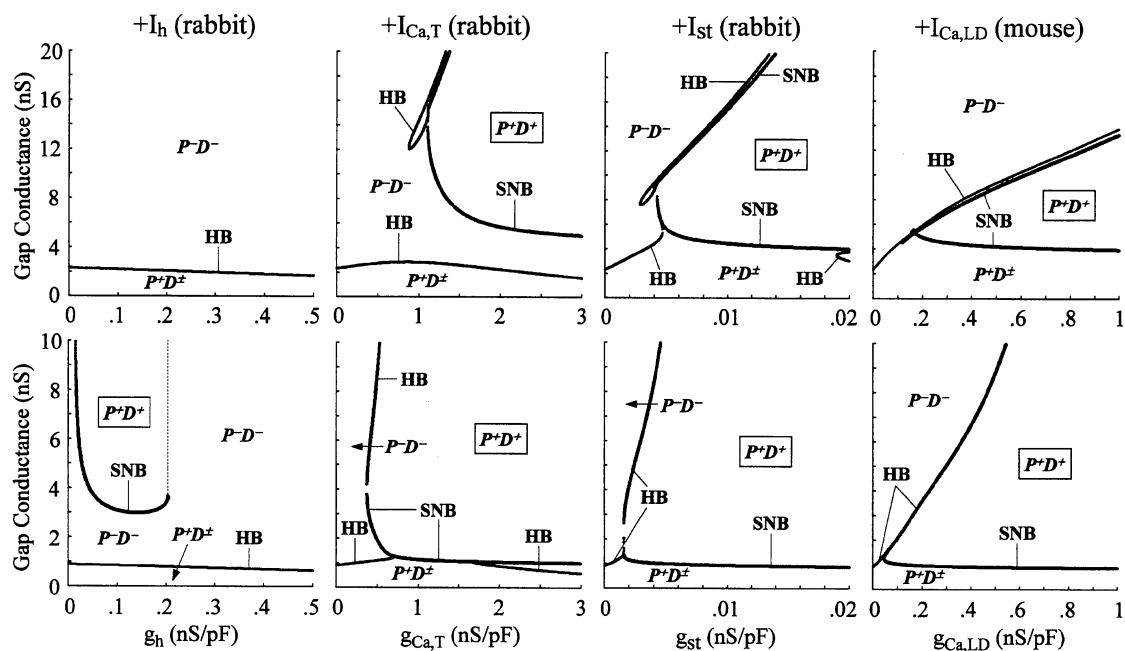 +I_h (rabbit)
+I_Ca,T (rabbit)
+I_st (rabbit)
+I_Ca,LD (mouse)
Gap Conductance (nS)
20
16
12
8
4
0
P⁻D⁻
HB
P⁺D±
0 .1 .2 .3 .4 .5
HB
P⁺D⁺
P⁻D⁻
SNB
HB
P⁺D±
0 1 2 3
HB
SNB
P⁻D⁻
P⁺D⁺
SNB
HB
P⁺D±
HB
0 .01 .02
P⁻D⁻
HB
SNB
P⁺D⁺
P⁺D±
0 .2 .4 .6 .8 1
Gap Conductance (nS)
10
8
6
4
2
0
P⁺D⁺
P⁻D⁻
SNB
P⁻D⁻
P⁺D±
HB
0 .1 .2 .3 .4 .5
g_h (nS/pF)
HB
P⁻D⁻
P⁺D⁺
SNB
HB
HB
P⁺D±
0 1 2 3
g_Ca,T (nS/pF)
P⁻D⁻
P⁺D⁺
HB
SNB
P⁺D±
0 .01 .02
g_st (nS/pF)
P⁻D⁻
P⁺D⁺
HB
SNB
P⁺D±
0 .2 .4 .6 .8 1
g_Ca,LD (nS/pF)